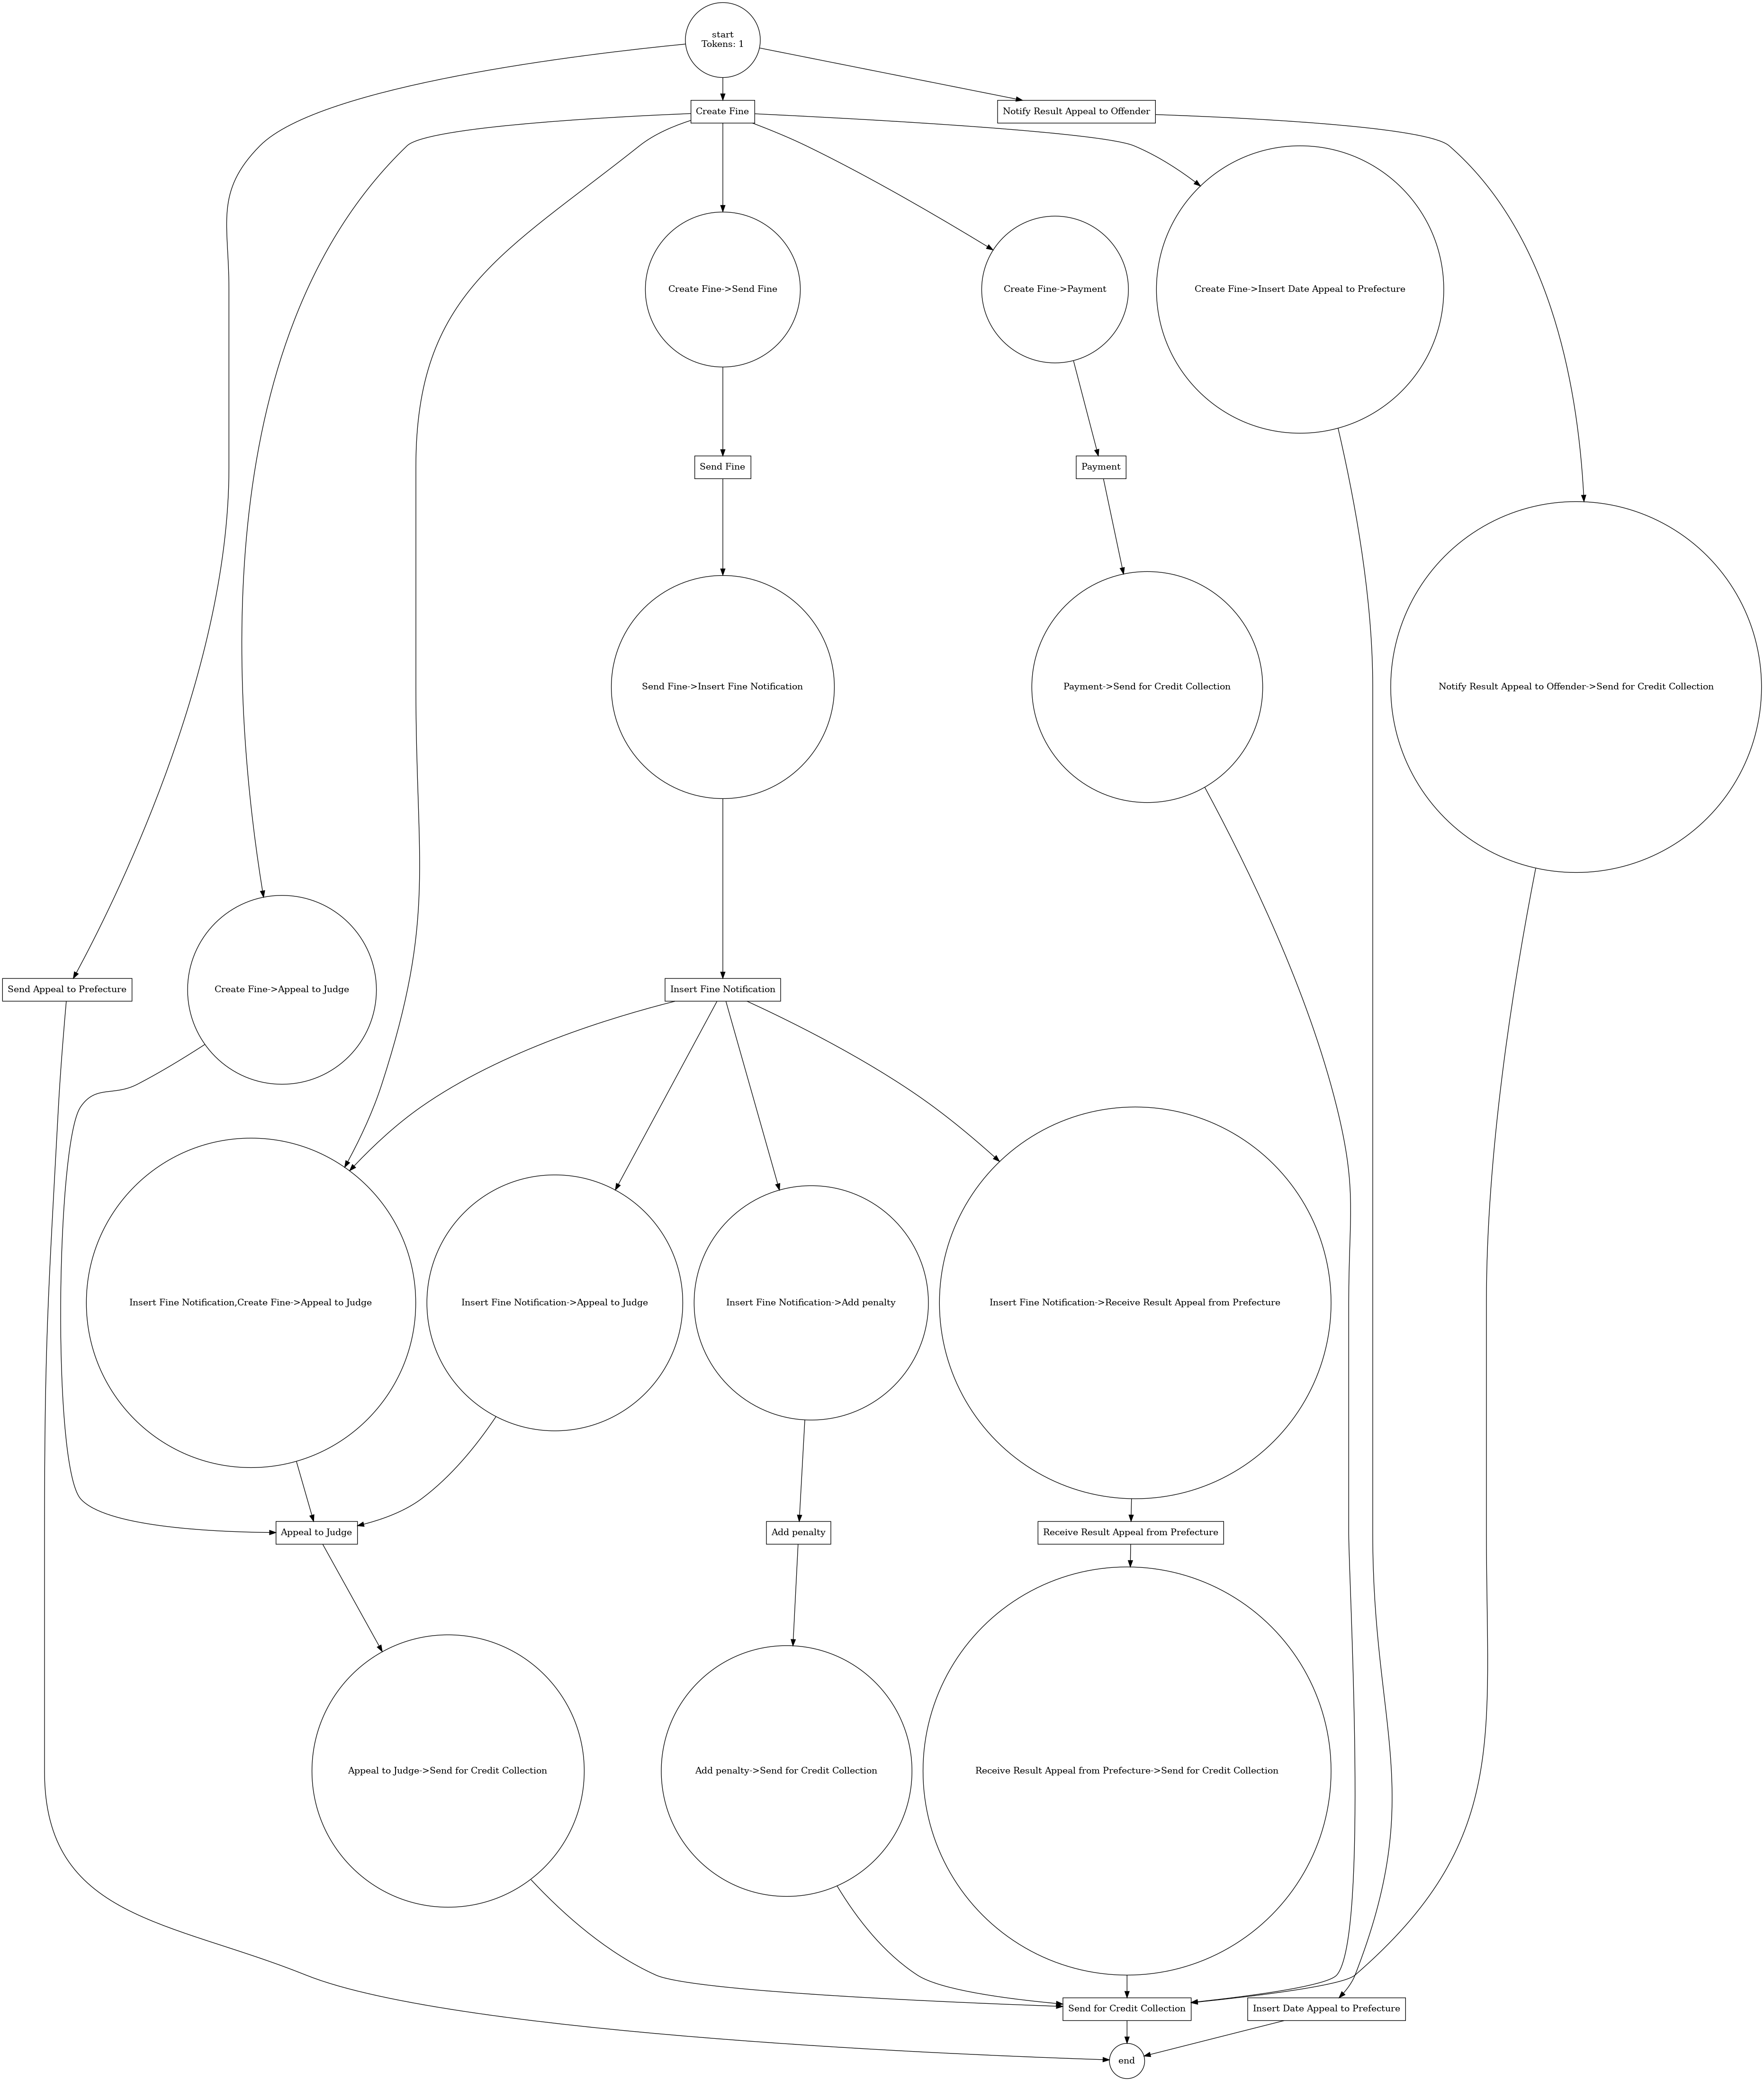 start
Tokens: 1
Create Fine
Notify Result Appeal to Offender
Create Fine->Send Fine
Create Fine->Payment
Create Fine->Insert Date Appeal to Prefecture
Send Fine
Payment
Send Fine->Insert Fine Notification
Payment->Send for Credit Collection
Notify Result Appeal to Offender->Send for Credit Collection
Send Appeal to Prefecture
Create Fine->Appeal to Judge
Insert Fine Notification
Insert Fine Notification,Create Fine->Appeal to Judge
Insert Fine Notification->Appeal to Judge
Insert Fine Notification->Add penalty
Insert Fine Notification->Receive Result Appeal from Prefecture
Appeal to Judge
Add penalty
Receive Result Appeal from Prefecture
Appeal to Judge->Send for Credit Collection
Add penalty->Send for Credit Collection
Receive Result Appeal from Prefecture->Send for Credit Collection
Send for Credit Collection
Insert Date Appeal to Prefecture
end